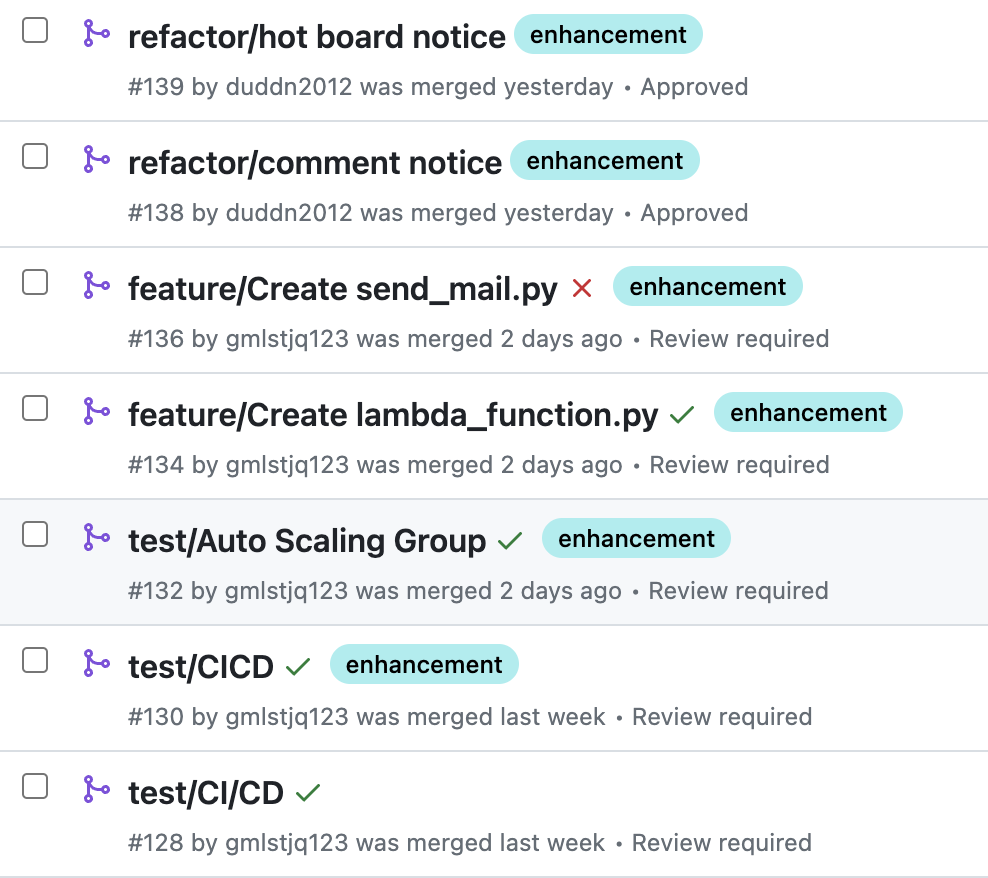 refactor/hot board notice enhancement
#139 by duddn2012 was merged yesterday • Approved
refactor/comment notice enhancement
#138 by duddn2012 was merged yesterday • Approved
feature/Create send_mail.py enhancement
#136 by gmlstjq123 was merged 2 days ago • Review required
feature/Create lambda_function.py enhancement
#134 by gmlstjq123 was merged 2 days ago • Review required
test/Auto Scaling Group enhancement
#132 by gmlstjq123 was merged 2 days ago • Review required
test/CICD enhancement
#130 by gmlstjq123 was merged last week • Review required
test/CI/CD
#128 by gmlstjq123 was merged last week • Review required